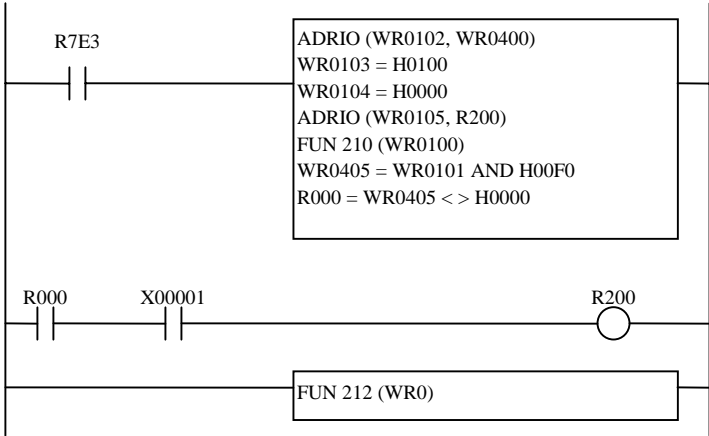 R7E3
ADRIO (WR0102, WR0400)
WR0103 = H0100
WR0104 = H0000
ADRIO (WR0105, R200)
FUN 210 (WR0100)
WR0405 = WR0101 AND H00F0
R000 = WR0405 < > H0000
R000 X00001 R200
FUN 212 (WR0)